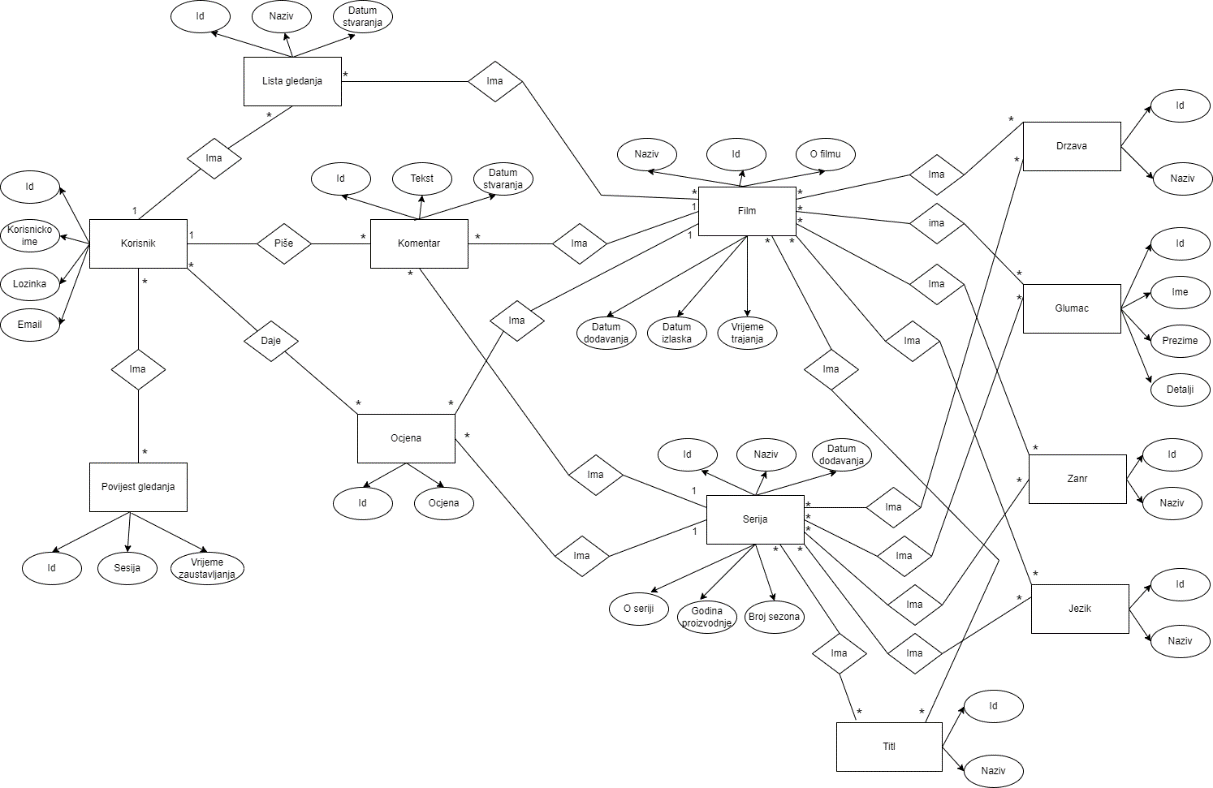 Id
Naziv
Datum
stvaranja
Lista gledanja
*
Ima
*
Ima
1
Id
Korisnicko
ime
Lozinka
Email
Korisnik
1
*
*
Piše
*
Id
Tekst
Datum
stvaranja
Komentar
*
*
Ima
Naziv
Id
O filmu
Film
*
1
1
*
*
*
*
*
Datum
dodavanja
Datum
izlaska
Vrijeme
trajanja
Ima
*
*
Drzava
Id
Naziv
ima
*
*
Glumac
Id
Ime
Prezime
Detalji
Ima
Ima
Ima
Ima
Daje
Ima
*
*
*
*
Ocjena
Id
Ocjena
*
Povijest gledanja
Id
Sesija
Vrijeme
zaustavljanja
Ima
Ima
Id
Naziv
Datum
dodavanja
1
1
Serija
*
*
*
*
*
O seriji
Godina
proizvodnje
Broj sezona
Ima
Ima
Ima
Ima
Ima
*
*
Zanr
Id
Naziv
*
*
Jezik
Id
Naziv
*
*
Titl
Id
Naziv